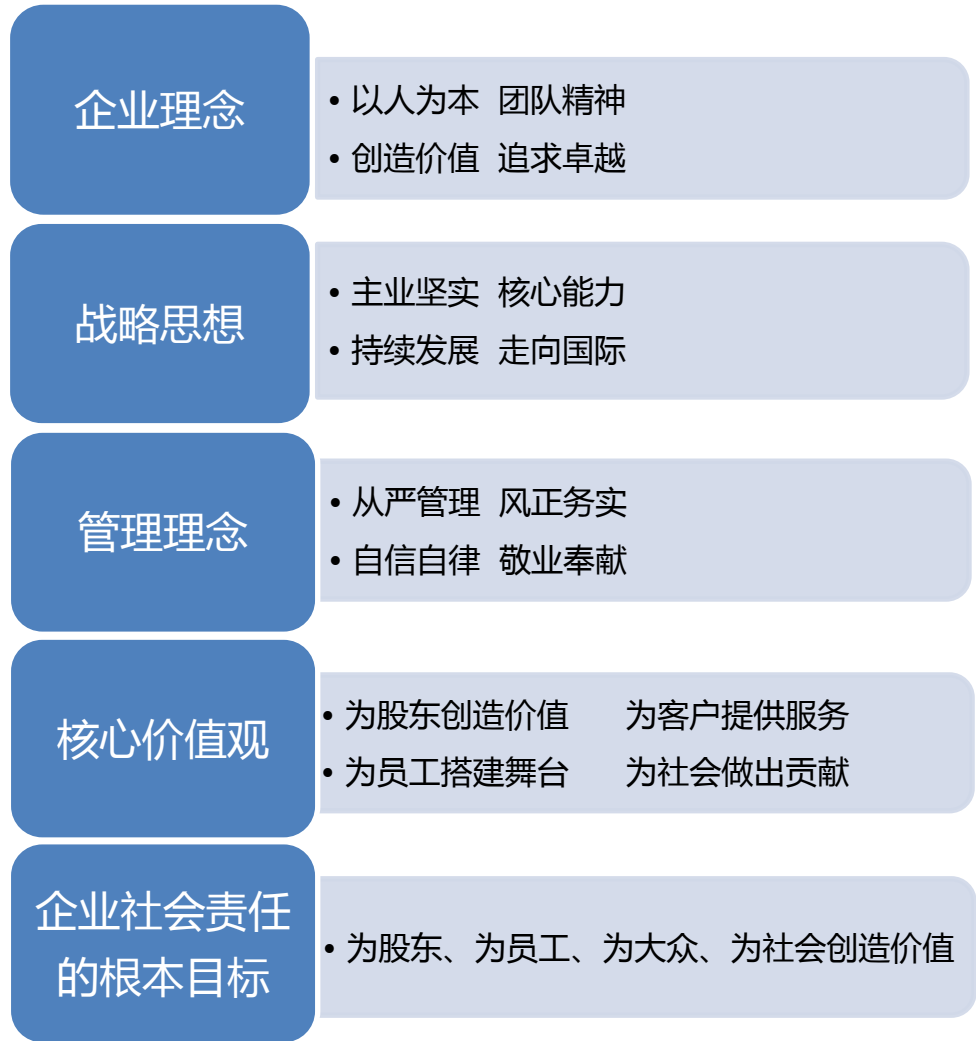 企业理念
• 以人为本 团队精神
• 创造价值 追求卓越
战略思想
• 主业坚实 核心能力
• 持续发展 走向国际
管理理念
• 从严管理 风正务实
• 自信自律 敬业奉献
核心价值观
• 为股东创造价值 为客户提供服务
• 为员工搭建舞台 为社会做出贡献
企业社会责任
的根本目标
• 为股东、为员工、为大众、为社会创造价值